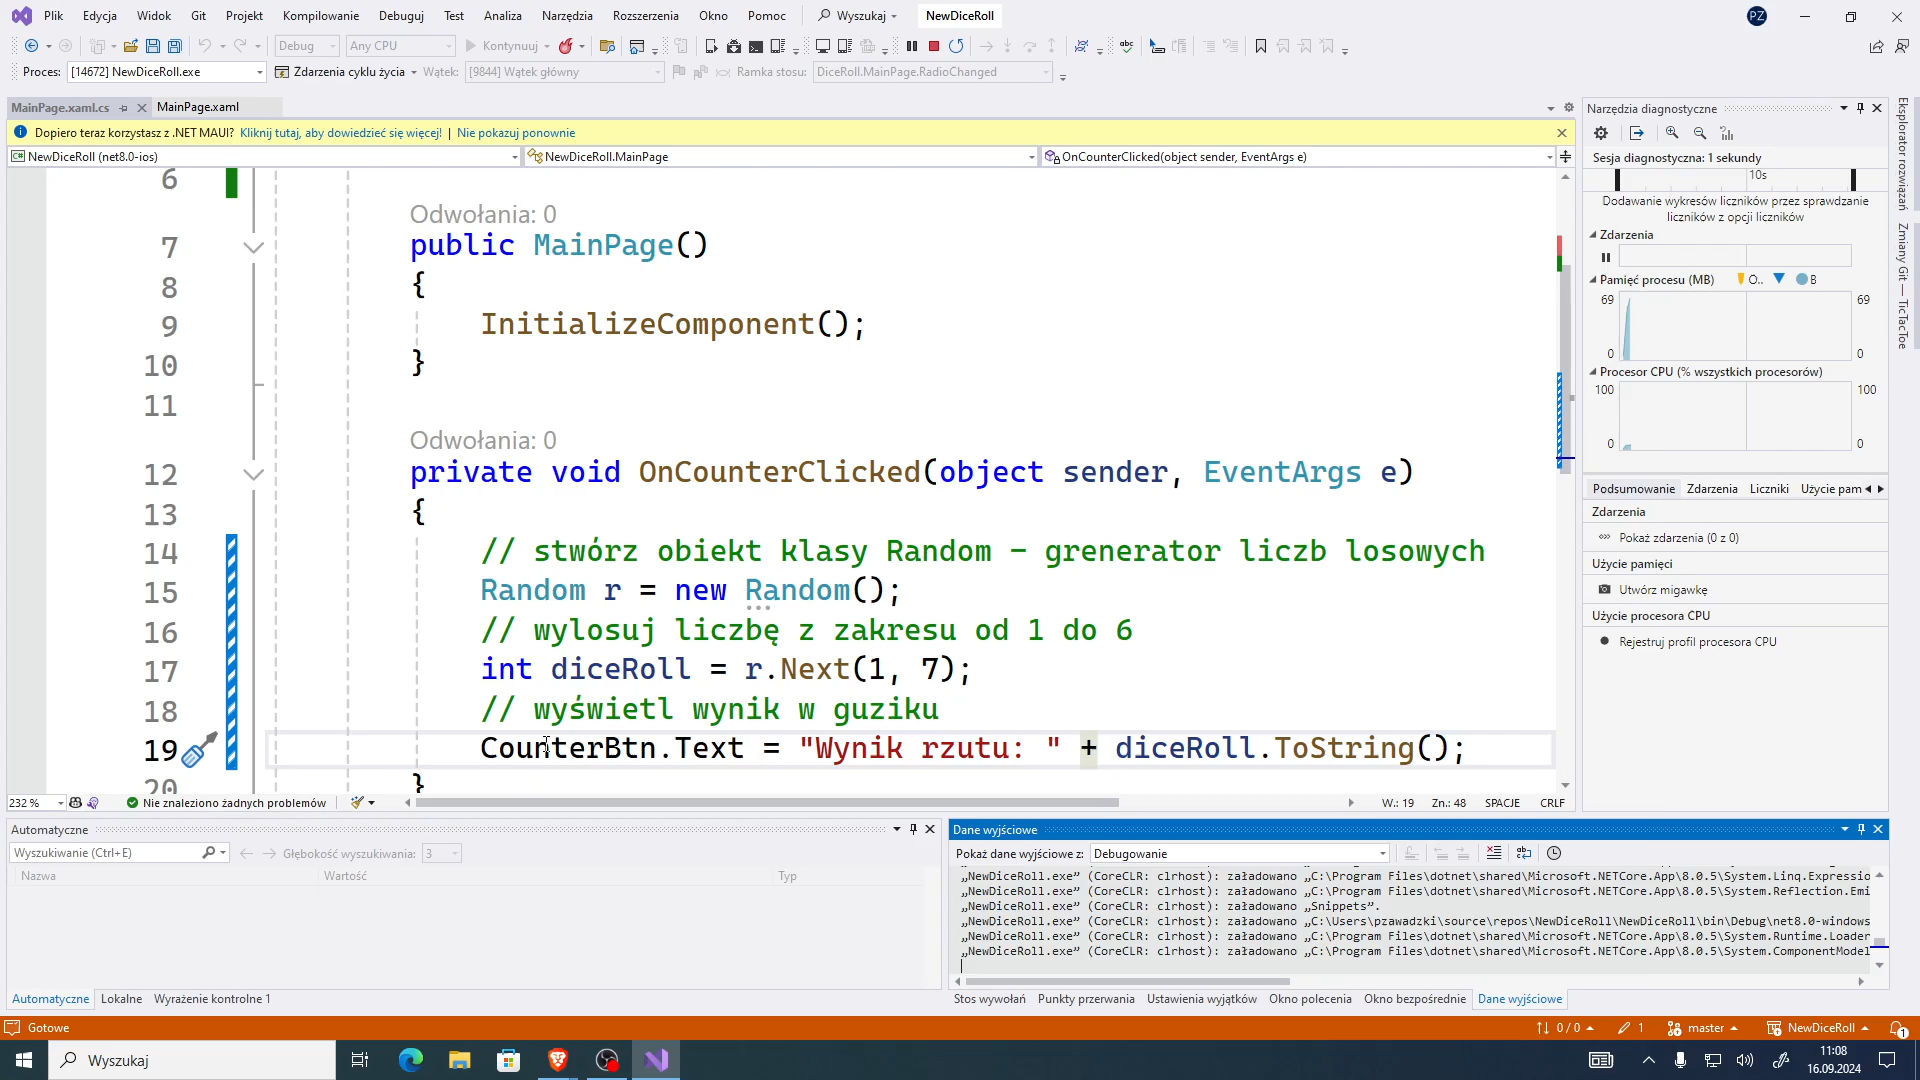 Plik Edycja Widok Git Projekt Kompilowanie Debuguj Test Analiza Narzędzia Rozszerzenia Okno Pomoc Wyszukaj NewDiceRoll PZ
Debug Any CPU Kontynuuj
Proces: [14672] NewDiceRoll.exe Zdarzenia cyklu życia Wątek: [9844] Wątek główny Ramka stosu: DiceRoll.MainPage.RadioChanged
MainPage.xaml.cs MainPage.xaml
Dopiero teraz korzystasz z .NET MAUI? Kliknij tutaj, aby dowiedzieć się więcej! | Nie pokazuj ponownie
NewDiceRoll (net8.0-ios) NewDiceRoll.MainPage OnCounterClicked(object sender, EventArgs e)
6
Odwołania: 0
7 public MainPage()
8 {
9 InitializeComponent();
10 }
11
Odwołania: 0
12 private void OnCounterClicked(object sender, EventArgs e)
13 {
14 // stwórz obiekt klasy Random - grenerator liczb losowych
15 Random r = new Random();
16 // wylosuj liczbę z zakresu od 1 do 6
17 int diceRoll = r.Next(1, 7);
18 // wyświetl wynik w guziku
19 CounterBtn.Text = "Wynik rzutu: " + diceRoll.ToString();
20 }
232 % Nie znaleziono żadnych problemów W.: 19 Zn.: 48 SPACJE CRLF
Narzędzia diagnostyczne
Sesja diagnostyczna: 1 sekundy
10s
Dodawanie wykresów liczników przez sprawdzanie
liczników z opcji liczników
Zdarzenia
Pamięć procesu (MB) O.. B
69 69
0 0
Procesor CPU (% wszystkich procesorów)
100 100
0 0
Podsumowanie Zdarzenia Liczniki Użycie pam
Zdarzenia
Pokaż zdarzenia (0 z 0)
Użycie pamięci
Utwórz migawkę
Użycie procesora CPU
Rejestruj profil procesora CPU
Eksplorator rozwiązań
Zmiany Git — TicTacToe
Automatyczne
Wyszukiwanie (Ctrl+E) Głębokość wyszukiwania: 3
Nazwa Wartość Typ
Automatyczne Lokalne Wyrażenie kontrolne 1
Dane wyjściowe
Pokaż dane wyjściowe z: Debugowanie
„NewDiceRoll.exe” (CoreCLR: clrhost): załadowano „C:\Program Files\dotnet\shared\Microsoft.NETCore.App\8.0.5\System.Linq.Expressio
„NewDiceRoll.exe” (CoreCLR: clrhost): załadowano „C:\Program Files\dotnet\shared\Microsoft.NETCore.App\8.0.5\System.Reflection.Emi
„NewDiceRoll.exe” (CoreCLR: clrhost): załadowano „Snippets”.
„NewDiceRoll.exe” (CoreCLR: clrhost): załadowano „C:\Users\pzawadzki\source\repos\NewDiceRoll\NewDiceRoll\bin\Debug\net8.0-windows
„NewDiceRoll.exe” (CoreCLR: clrhost): załadowano „C:\Program Files\dotnet\shared\Microsoft.NETCore.App\8.0.5\System.Runtime.Loader
„NewDiceRoll.exe” (CoreCLR: clrhost): załadowano „C:\Program Files\dotnet\shared\Microsoft.NETCore.App\8.0.5\System.ComponentModel
Stos wywołań Punkty przerwania Ustawienia wyjątków Okno polecenia Okno bezpośrednie Dane wyjściowe
Gotowe 0 / 0 1 master NewDiceRoll 1
Wyszukaj 11:08
16.09.2024